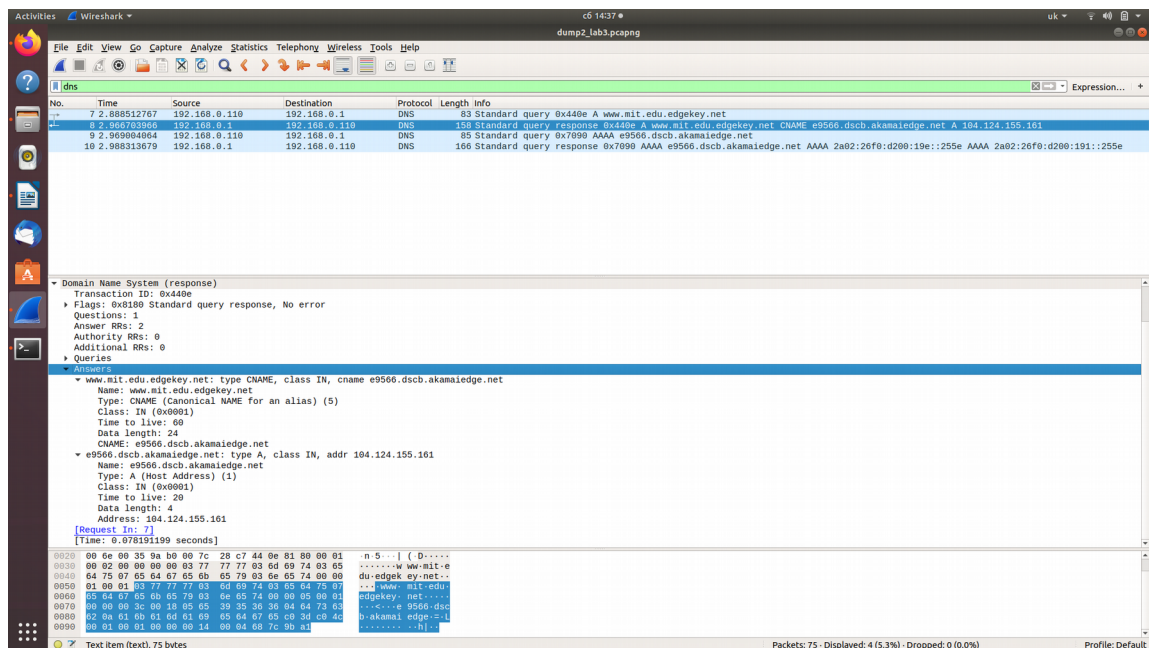 Activities Wireshark сб 14:37 uk
dump2_lab3.pcapng
File Edit View Go Capture Analyze Statistics Telephony Wireless Tools Help
dns Expression… +
No. Time Source Destination Protocol Length Info
7 2.888512767 192.168.0.110 192.168.0.1 DNS 83 Standard query 0x440e A www.mit.edu.edgekey.net
8 2.966703966 192.168.0.1 192.168.0.110 DNS 158 Standard query response 0x440e A www.mit.edu.edgekey.net CNAME e9566.dscb.akamaiedge.net A 104.124.155.161
9 2.969004064 192.168.0.110 192.168.0.1 DNS 85 Standard query 0x7090 AAAA e9566.dscb.akamaiedge.net
10 2.988313679 192.168.0.1 192.168.0.110 DNS 166 Standard query response 0x7090 AAAA e9566.dscb.akamaiedge.net AAAA 2a02:26f0:d200:19e::255e AAAA 2a02:26f0:d200:191::255e
Domain Name System (response)
Transaction ID: 0x440e
Flags: 0x8180 Standard query response, No error
Questions: 1
Answer RRs: 2
Authority RRs: 0
Additional RRs: 0
Queries
Answers
www.mit.edu.edgekey.net: type CNAME, class IN, cname e9566.dscb.akamaiedge.net
Name: www.mit.edu.edgekey.net
Type: CNAME (Canonical NAME for an alias) (5)
Class: IN (0x0001)
Time to live: 60
Data length: 24
CNAME: e9566.dscb.akamaiedge.net
e9566.dscb.akamaiedge.net: type A, class IN, addr 104.124.155.161
Name: e9566.dscb.akamaiedge.net
Type: A (Host Address) (1)
Class: IN (0x0001)
Time to live: 20
Data length: 4
Address: 104.124.155.161
[Request In: 7]
[Time: 0.078191199 seconds]
0020 00 6e 00 35 9a b0 00 7c 28 c7 44 0e 81 80 00 01 ·n·5···| (·D·····
0030 00 02 00 00 00 00 03 77 77 77 03 6d 69 74 03 65 ·······w ww·mit·e
0040 64 75 07 65 64 67 65 6b 65 79 03 6e 65 74 00 00 du·edgek ey·net··
0050 01 00 01 03 77 77 77 03 6d 69 74 03 65 64 75 07 ····www· mit·edu·
0060 65 64 67 65 6b 65 79 03 6e 65 74 00 00 05 00 01 edgekey· net·····
0070 00 00 00 3c 00 18 05 65 39 35 36 36 04 64 73 63 ···<···e 9566·dsc
0080 62 0a 61 6b 61 6d 61 69 65 64 67 65 c0 3d c0 4c b·akamai edge·=·L
0090 00 01 00 01 00 00 00 14 00 04 68 7c 9b a1 ········ ··h|··
Text item (text), 75 bytes Packets: 75 · Displayed: 4 (5.3%) · Dropped: 0 (0.0%) Profile: Default